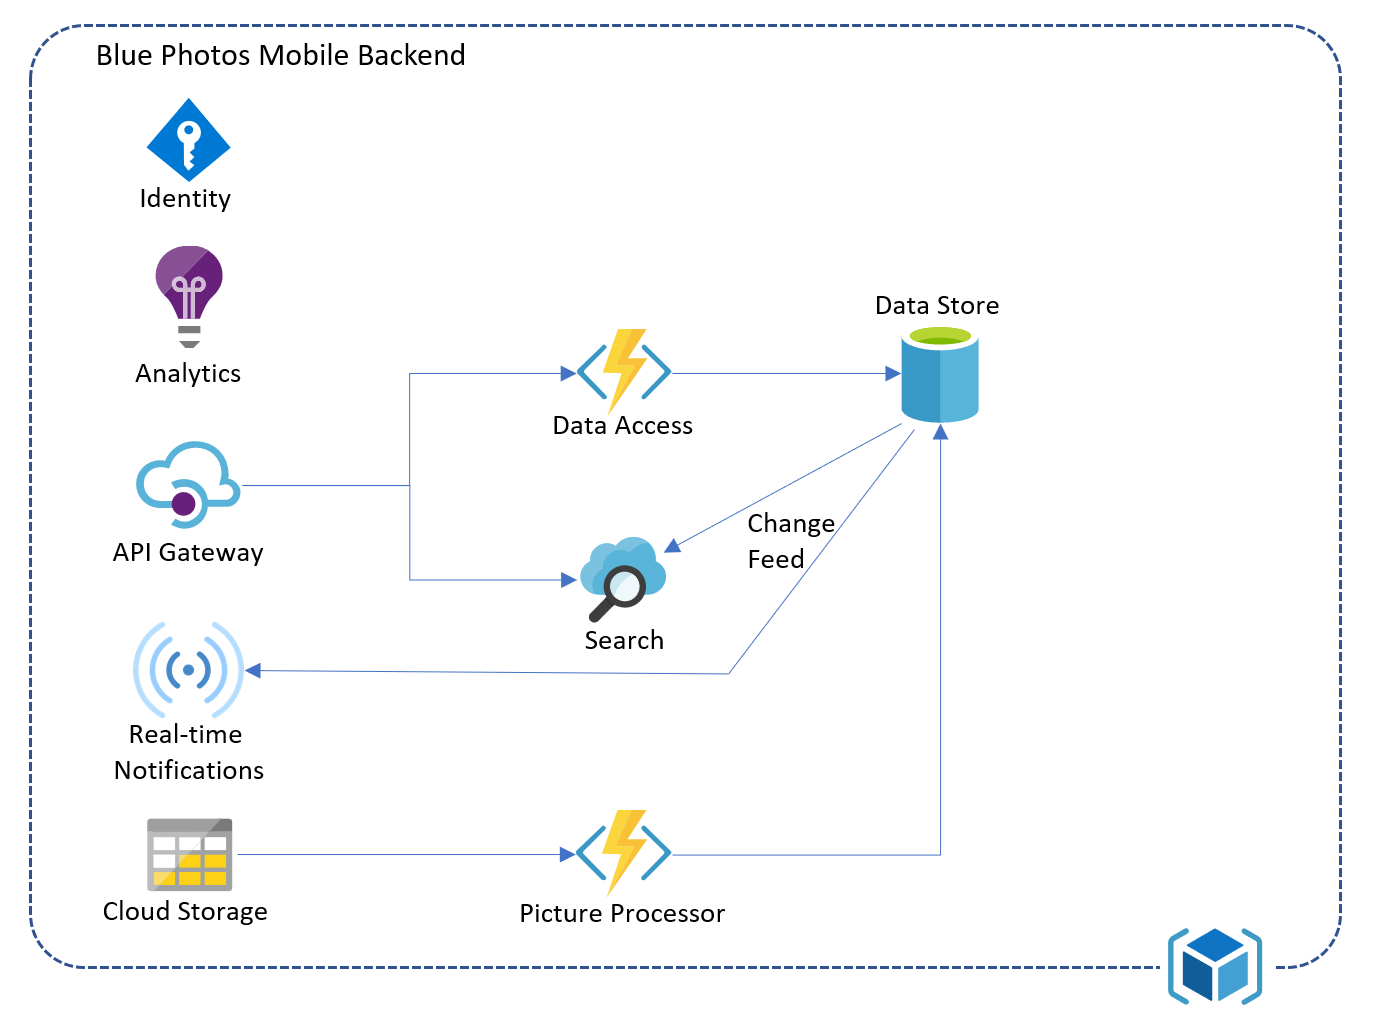 Blue Photos Mobile Backend
Identity
Analytics
Data Store
Data Access
API Gateway
Change
Feed
Search
Real-time
Notifications
Cloud Storage
Picture Processor